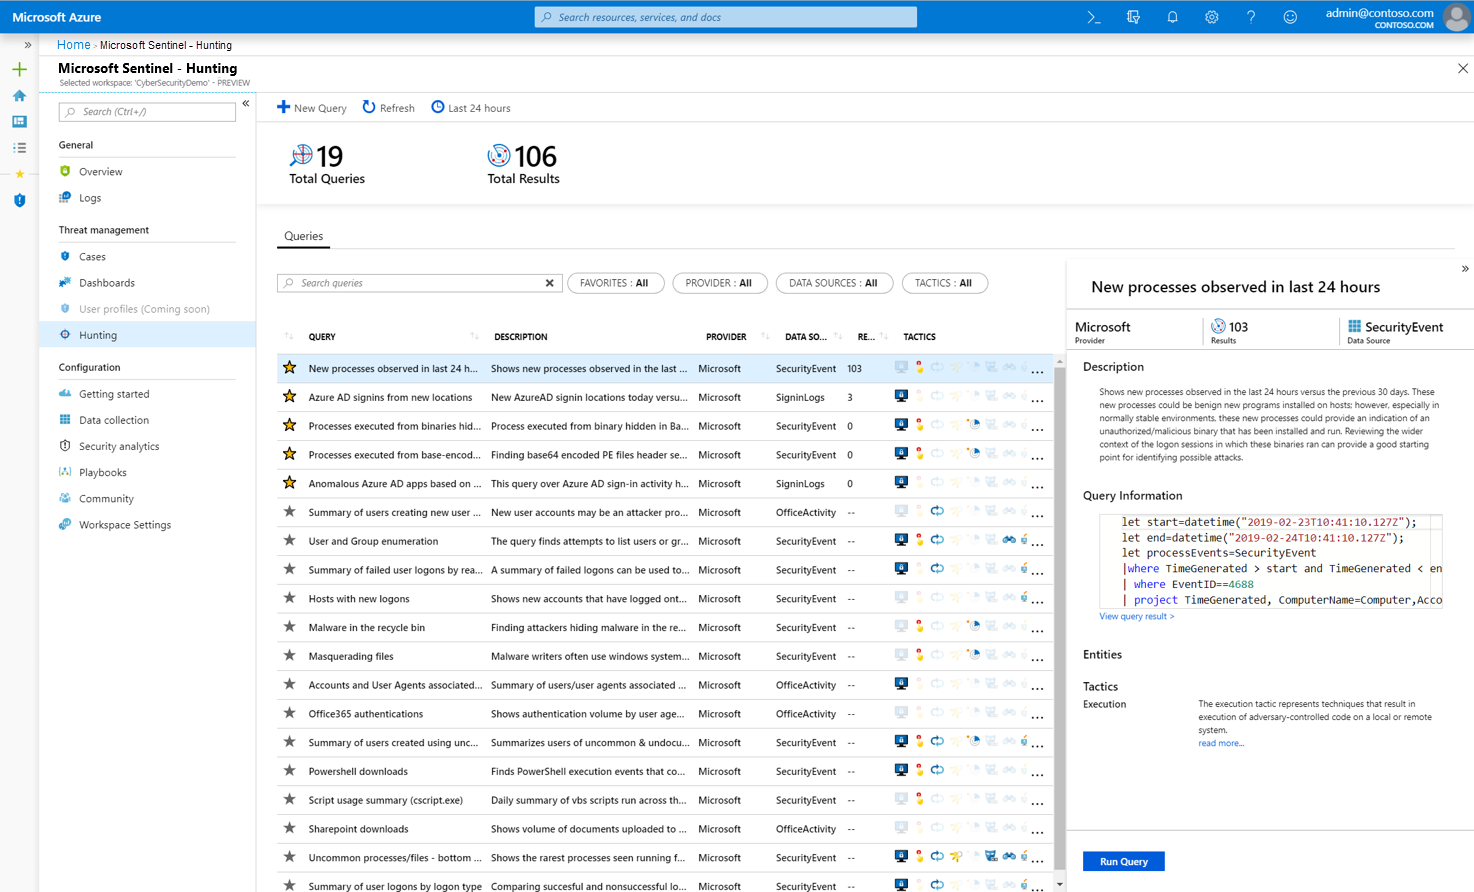 Microsoft Azure
Search resources, services, and docs
admin@contoso.com
CONTOSO.COM
Home > Microsoft Sentinel - Hunting
Microsoft Sentinel - Hunting
Selected workspace: 'CyberSecurityDemo' - PREVIEW
Search (Ctrl+/)
General
Overview
Logs
Threat management
Cases
Dashboards
User profiles (Coming soon)
Hunting
Configuration
Getting started
Data collection
Security analytics
Playbooks
Community
Workspace Settings
New Query Refresh Last 24 hours
19 106
Total Queries Total Results
Queries
Search queries FAVORITES : All PROVIDER : All DATA SOURCES : All TACTICS : All
QUERY DESCRIPTION PROVIDER DATA SO... RE... TACTICS
New processes observed in last 24 h... Shows new processes observed in the last ... Microsoft SecurityEvent 103 ...
Azure AD signins from new locations New AzureAD signin locations today versu... Microsoft SigninLogs 3 ...
Processes executed from binaries hid... Process executed from binary hidden in Ba... Microsoft SecurityEvent 0 ...
Processes executed from base-encod... Finding base64 encoded PE files header se... Microsoft SecurityEvent 0 ...
Anomalous Azure AD apps based on ... This query over Azure AD sign-in activity h... Microsoft SigninLogs 0 ...
Summary of users creating new user ... New user accounts may be an attacker pro... Microsoft OfficeActivity -- ...
User and Group enumeration The query finds attempts to list users or gr... Microsoft SecurityEvent -- ...
Summary of failed user logons by rea... A summary of failed logons can be used to... Microsoft SecurityEvent -- ...
Hosts with new logons Shows new accounts that have logged ont... Microsoft SecurityEvent -- ...
Malware in the recycle bin Finding attackers hiding malware in the re... Microsoft SecurityEvent -- ...
Masquerading files Malware writers often use windows system... Microsoft SecurityEvent -- ...
Accounts and User Agents associated... Summary of users/user agents associated ... Microsoft OfficeActivity -- ...
Office365 authentications Shows authentication volume by user age... Microsoft OfficeActivity -- ...
Summary of users created using unc... Summarizes users of uncommon & undocu... Microsoft SecurityEvent -- ...
Powershell downloads Finds PowerShell execution events that co... Microsoft SecurityEvent -- ...
Script usage summary (cscript.exe) Daily summary of vbs scripts run across th... Microsoft SecurityEvent -- ...
Sharepoint downloads Shows volume of documents uploaded to ... Microsoft OfficeActivity -- ...
Uncommon processes/files - bottom ... Shows the rarest processes seen running f... Microsoft SecurityEvent -- ...
Summary of user logons by logon type Comparing succesful and nonsuccessful lo... Microsoft SecurityEvent -- ...
New processes observed in last 24 hours
Microsoft 103 SecurityEvent
Provider Results Data Source
Description
Shows new processes observed in the last 24 hours versus the previous 30 days. These
new processes could be benign new programs installed on hosts; however, especially in
normally stable environments, these new processes could provide an indication of an
unauthorized/malicious binary that has been installed and run. Reviewing the wider
context of the logon sessions in which these binaries ran can provide a good starting
point for identifying possible attacks.
Query Information
let start=datetime("2019-02-23T10:41:10.127Z");
let end=datetime("2019-02-24T10:41:10.127Z");
let processEvents=SecurityEvent
|where TimeGenerated > start and TimeGenerated < en
| where EventID==4688
| project TimeGenerated, ComputerName=Computer,Acco
View query result >
Entities
Tactics
Execution
The execution tactic represents techniques that result in
execution of adversary-controlled code on a local or remote
system.
read more...
Run Query